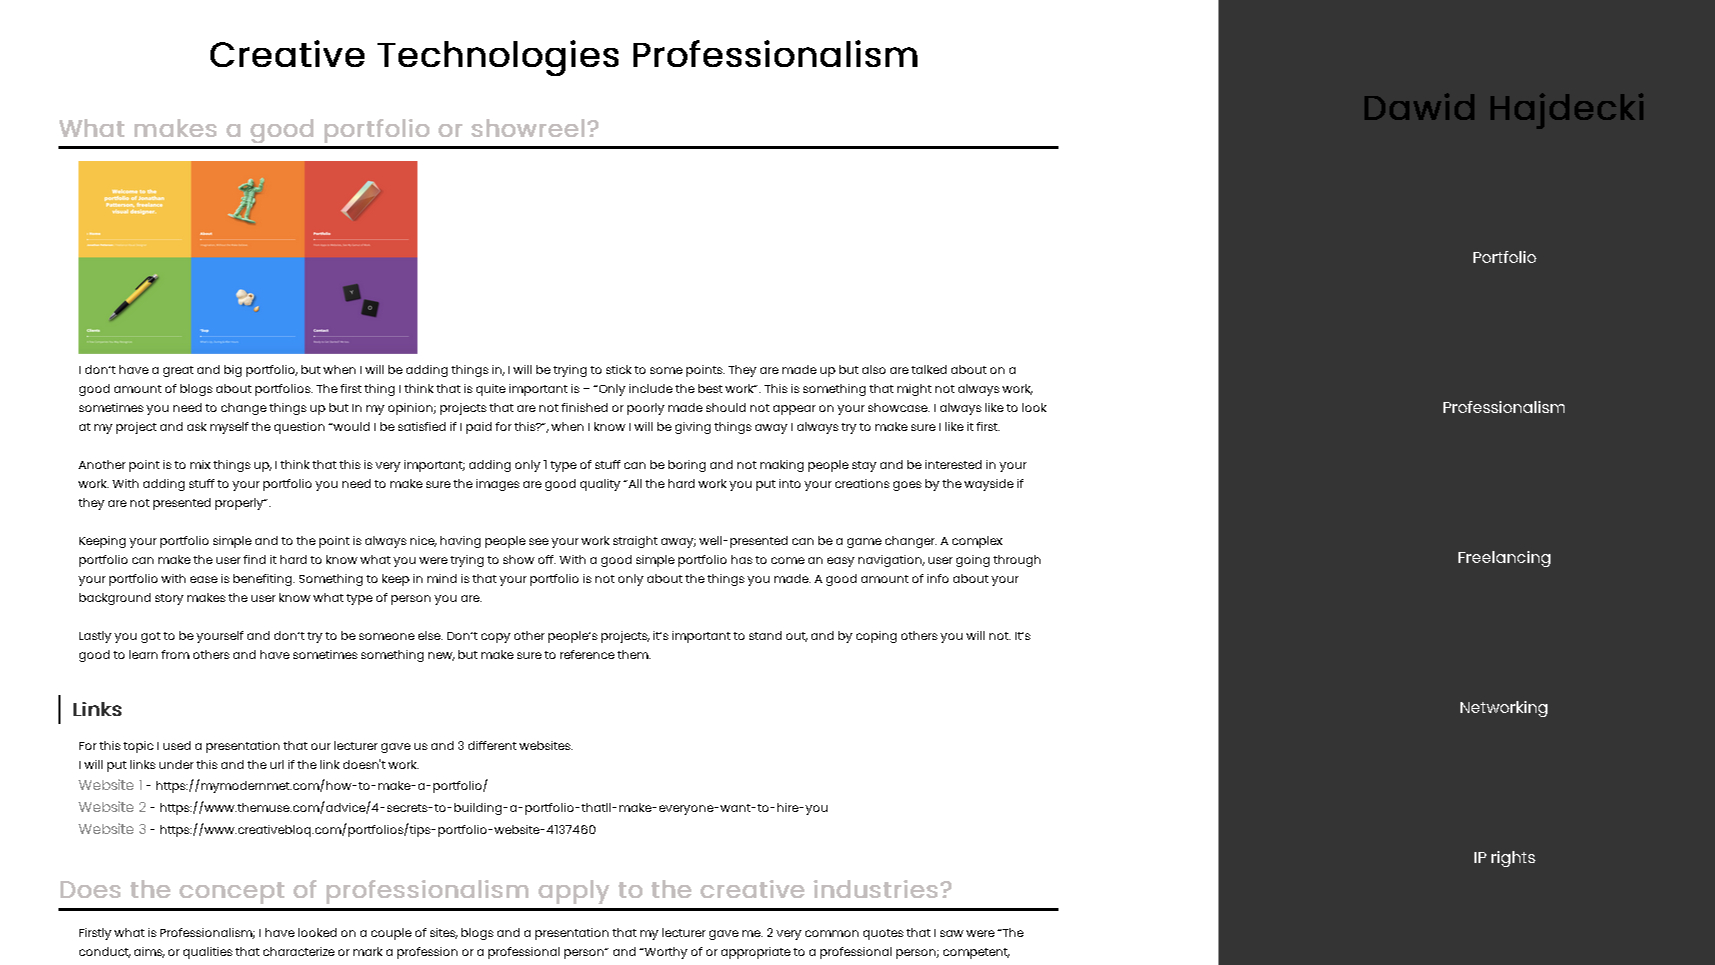 Creative Technologies Professionalism
What makes a good portfolio or showreel?
Welcome to the
portfolio of Jonathan
Patterson, freelance
visual designer.
Home
About
Portfolio
Clients
Contact
I don't have a great and big portfolio, but when I will be adding things in, I will be trying to stick to some points. They are made up but also are talked about on a
good amount of blogs about portfolios. The first thing I think that is quite important is – “Only include the best work”. This is something that might not always work,
sometimes you need to change things up but in my opinion; projects that are not finished or poorly made should not appear on your showcase. I always like to look
at my project and ask myself the question “would I be satisfied if I paid for this?”, when I know I will be giving things away I always try to make sure I like it first.
Another point is to mix things up, I think that this is very important; adding only 1 type of stuff can be boring and not making people stay and be interested in your
work. With adding stuff to your portfolio you need to make sure the images are good quality “All the hard work you put into your creations goes by the wayside if
they are not presented properly”.
Keeping your portfolio simple and to the point is always nice, having people see your work straight away; well-presented can be a game changer. A complex
portfolio can make the user find it hard to know what you were trying to show off. With a good simple portfolio has to come an easy navigation, user going through
your portfolio with ease is benefiting. Something to keep in mind is that your portfolio is not only about the things you made. A good amount of info about your
background story makes the user know what type of person you are.
Lastly you got to be yourself and don't try to be someone else. Don't copy other people's projects, it's important to stand out, and by coping others you will not. It's
good to learn from others and have sometimes something new, but make sure to reference them.
Links
For this topic I used a presentation that our lecturer gave us and 3 different websites.
I will put links under this and the url if the link doesn't work.
Website 1 - https://mymodernmet.com/how-to-make-a-portfolio/
Website 2 - https://www.themuse.com/advice/4-secrets-to-building-a-portfolio-thatll-make-everyone-want-to-hire-you
Website 3 - https://www.creativebloq.com/portfolios/tips-portfolio-website-4137460
Does the concept of professionalism apply to the creative industries?
Firstly what is Professionalism; I have looked on a couple of sites, blogs and a presentation that my lecturer gave me. 2 very common quotes that I saw were “The
conduct, aims, or qualities that characterize or mark a profession or a professional person” and “Worthy of or appropriate to a professional person; competent,
Dawid Hajdecki
Portfolio
Professionalism
Freelancing
Networking
IP rights